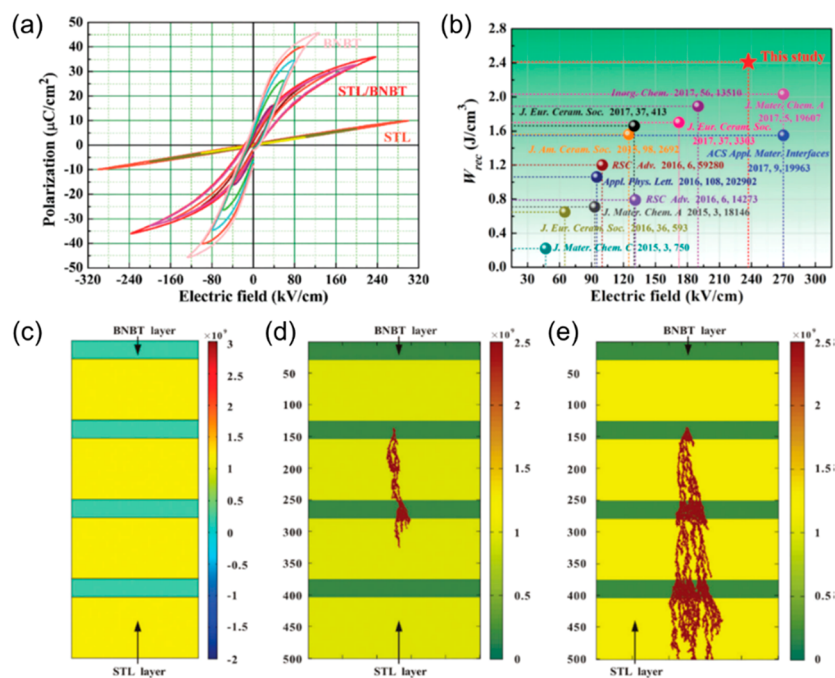 (a)
50
40
30
20
10
0
-10
-20
-30
-40
-50
Polarization (μC/cm²)
BNBT
STL/BNBT
STL
-320 -240 -160 -80 0 80 160 240 320
Electric field (kV/cm)
(b)
2.8
2.4
2.0
1.6
1.2
0.8
0.4
0.0
W_rec (J/cm³)
This study
Inorg. Chem. 2017, 56, 13510
J. Mater. Chem. A
2017, 5, 19607
J. Eur. Ceram. Soc. 2017, 37, 413
J. Eur. Ceram. Soc.
2017, 37, 3303
ACS Appl. Mater. Interfaces
2017, 9, 19963
RSC Adv. 2016, 6, 59280
Appl. Phys. Lett. 2016, 108, 202902
RSC Adv. 2016, 6, 14273
J. Mater. Chem. A 2015, 3, 18146
J. Eur. Ceram. Soc. 2016, 36, 593
J. Mater. Chem. C 2015, 3, 750
30 60 90 120 150 180 210 240 270 300
Electric field (kV/cm)
(c)
BNBT layer
STL layer
×10⁹
3
2.5
2
1.5
1
0.5
0
-0.5
-1
-1.5
-2
(d)
BNBT layer
50
100
150
200
250
300
350
400
450
500
STL layer
×10⁹
2.5
2
1.5
1
0.5
0
(e)
BNBT layer
50
100
150
200
250
300
350
400
450
500
STL layer
×10⁹
2.5
2
1.5
1
0.5
0